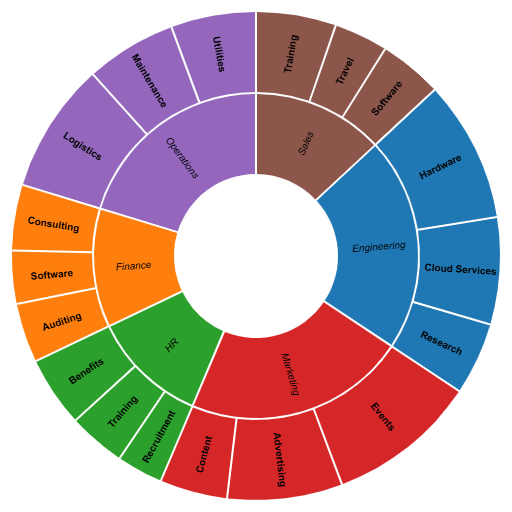 Sales
Training
Travel
Software
Engineering
Hardware
Cloud Services
Research
Marketing
Events
Advertising
Content
HR
Recruitment
Training
Benefits
Finance
Auditing
Software
Consulting
Operations
Logistics
Maintenance
Utilities